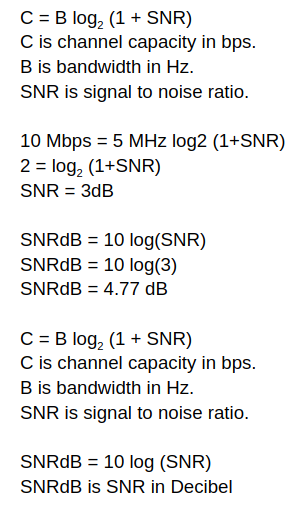 C = B log₂ (1 + SNR)
C is channel capacity in bps.
B is bandwidth in Hz.
SNR is signal to noise ratio.

10 Mbps = 5 MHz log2 (1+SNR)
2 = log₂ (1+SNR)
SNR = 3dB

SNRdB = 10 log(SNR)
SNRdB = 10 log(3)
SNRdB = 4.77 dB

C = B log₂ (1 + SNR)
C is channel capacity in bps.
B is bandwidth in Hz.
SNR is signal to noise ratio.

SNRdB = 10 log (SNR)
SNRdB is SNR in Decibel